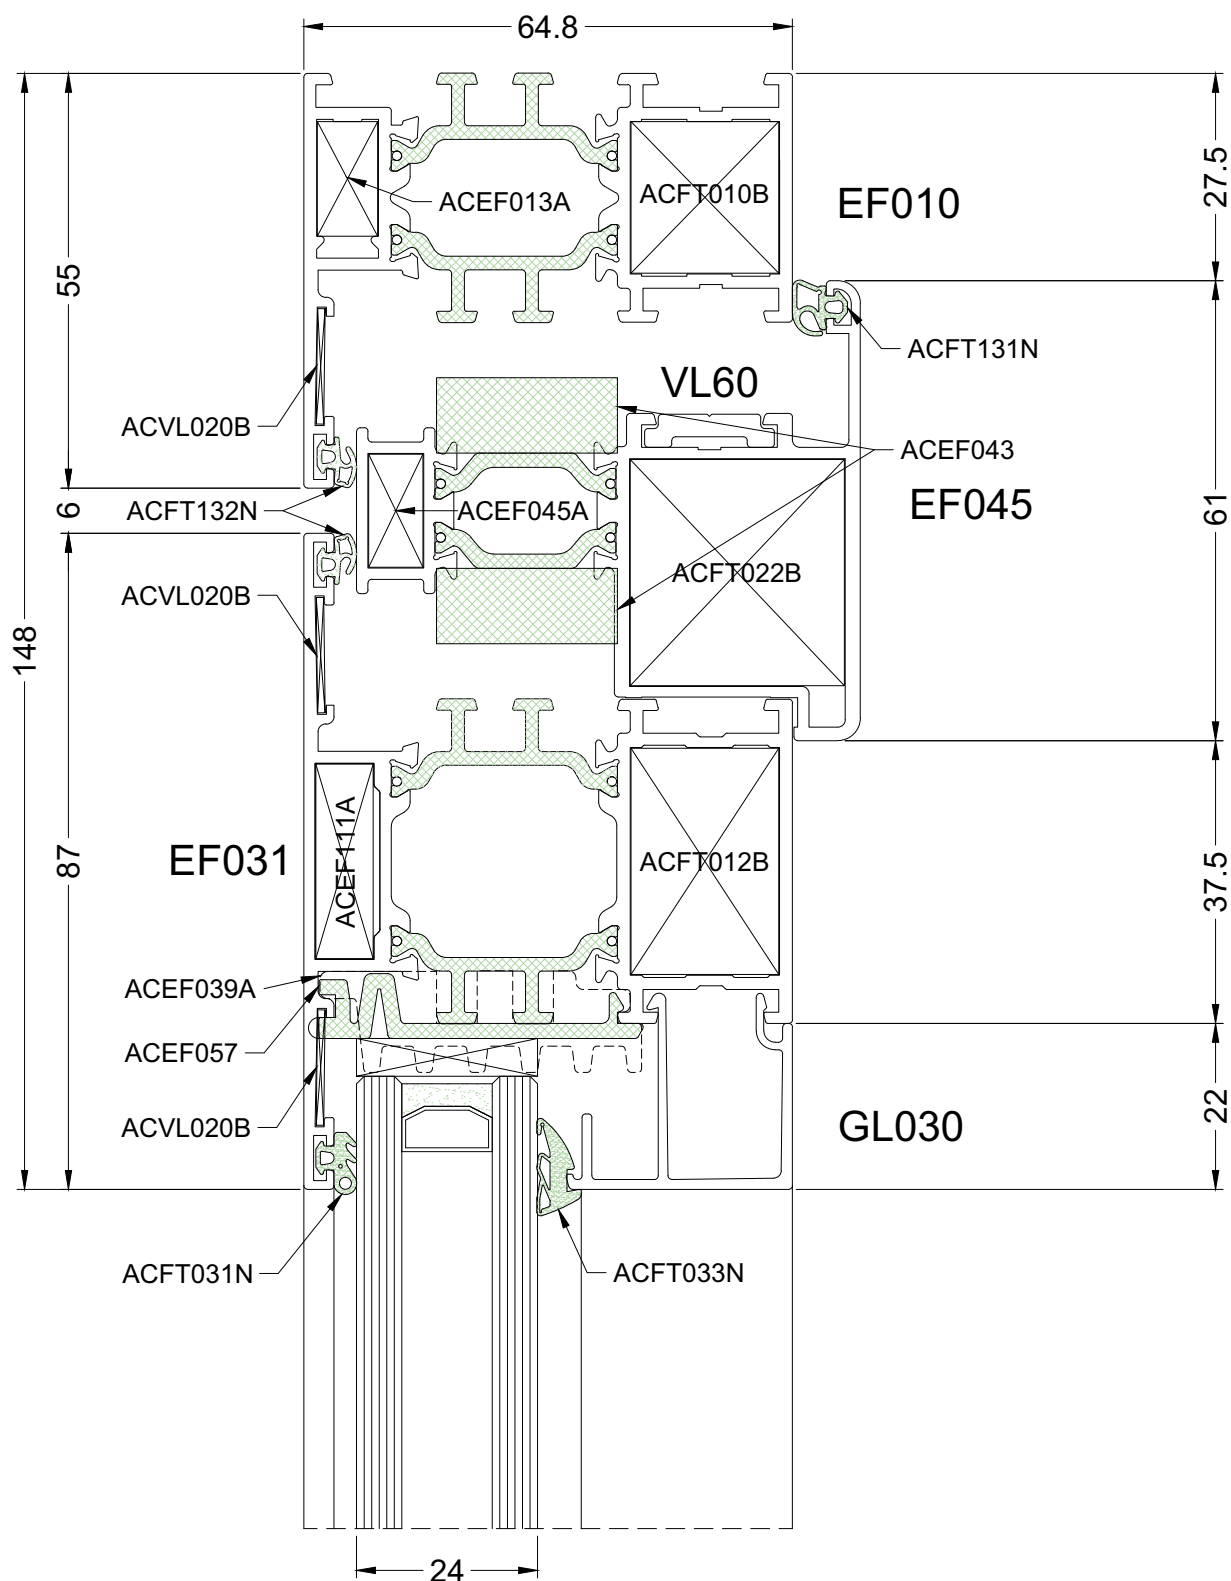 64.8
ACEF013A
ACFT010B
EF010
27.5
55
ACFT131N
VL60
ACVL020B
ACEF043
6
ACFT132N
ACEF045A
EF045
61
ACFT022B
ACVL020B
148
87
EF031
ACEF111A
ACFT012B
37.5
ACEF039A
ACEF057
ACVL020B
GL030
22
ACFT031N
ACFT033N
24